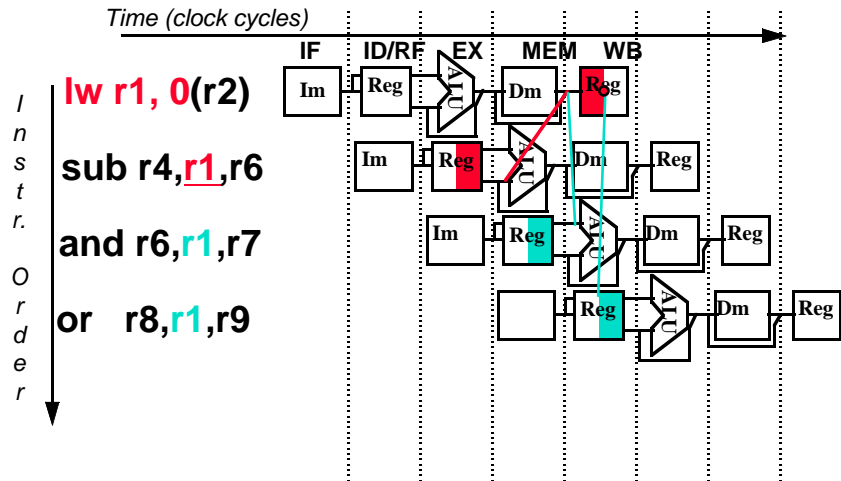 Time (clock cycles)
IF ID/RF EX MEM WB
Instr. Order
lw r1, 0(r2)
Im Reg ALU Dm Reg
sub r4,r1,r6
Im Reg ALU Dm Reg
and r6,r1,r7
Im Reg ALU Dm Reg
or r8,r1,r9
Reg ALU Dm Reg